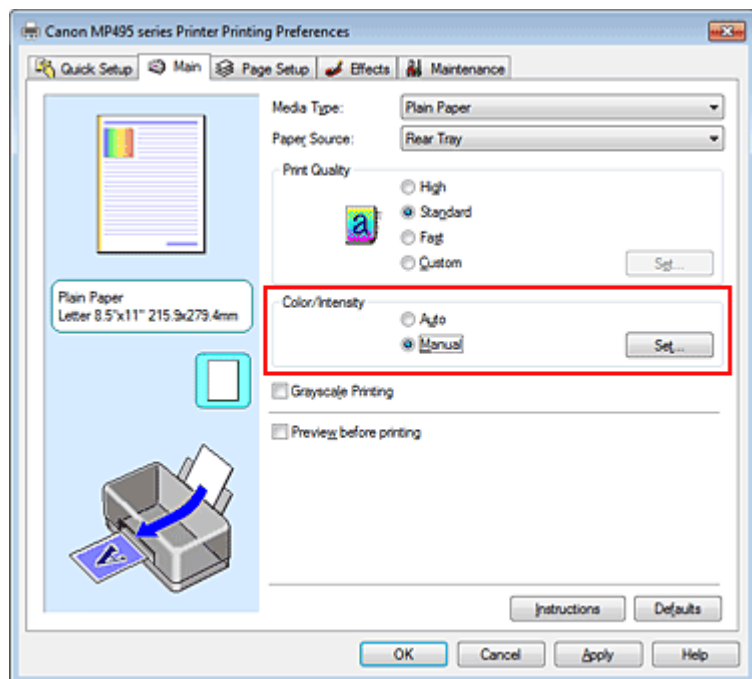 Canon MP495 series Printer Printing Preferences
Quick Setup Main Page Setup Effects Maintenance
Media Type: Plain Paper
Paper Source: Rear Tray
Print Quality
High
a Standard
Fast
Custom Set...
Plain Paper
Letter 8.5"x11" 215.9x279.4mm
Color/Intensity
Auto
Manual Set...
Grayscale Printing
Preview before printing
A
Instructions Defaults
OK Cancel Apply Help